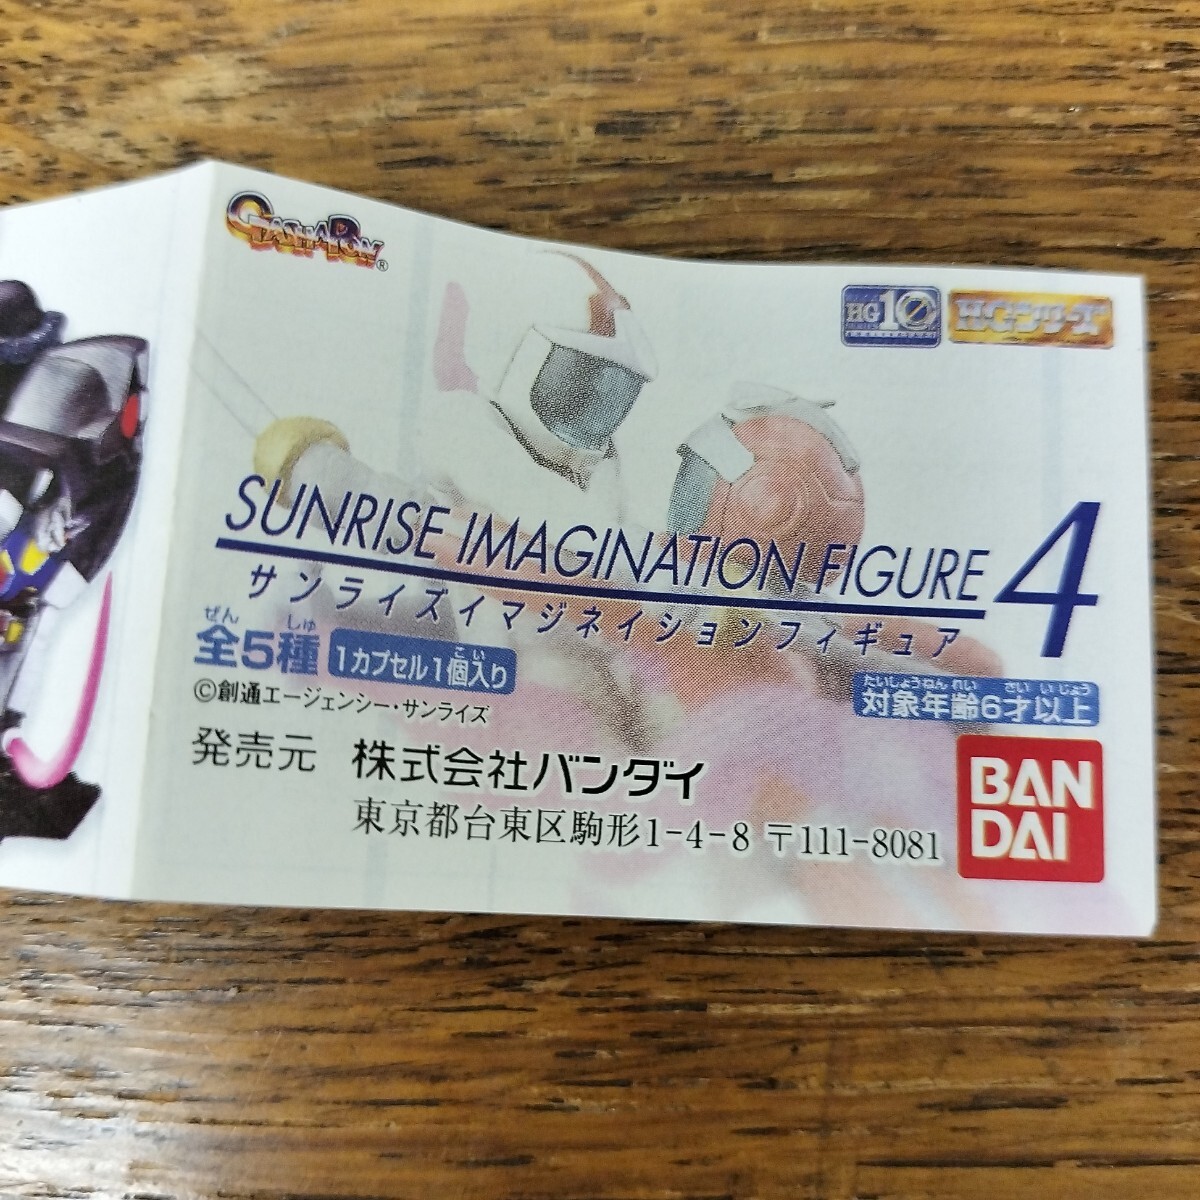 GASHAPON®
HG10 SERIES ANNIVERSARY HGシリーズ
SUNRISE IMAGINATION FIGURE 4
サンライズイマジネイションフィギュア
ぜん しゅ
全5種
こい
1カプセル1個入り
たいしょうねんれい さいいじょう
対象年齢6才以上
©創通エージェンシー・サンライズ
発売元 株式会社バンダイ
東京都台東区駒形1-4-8 〒111-8081
BAN
DAI